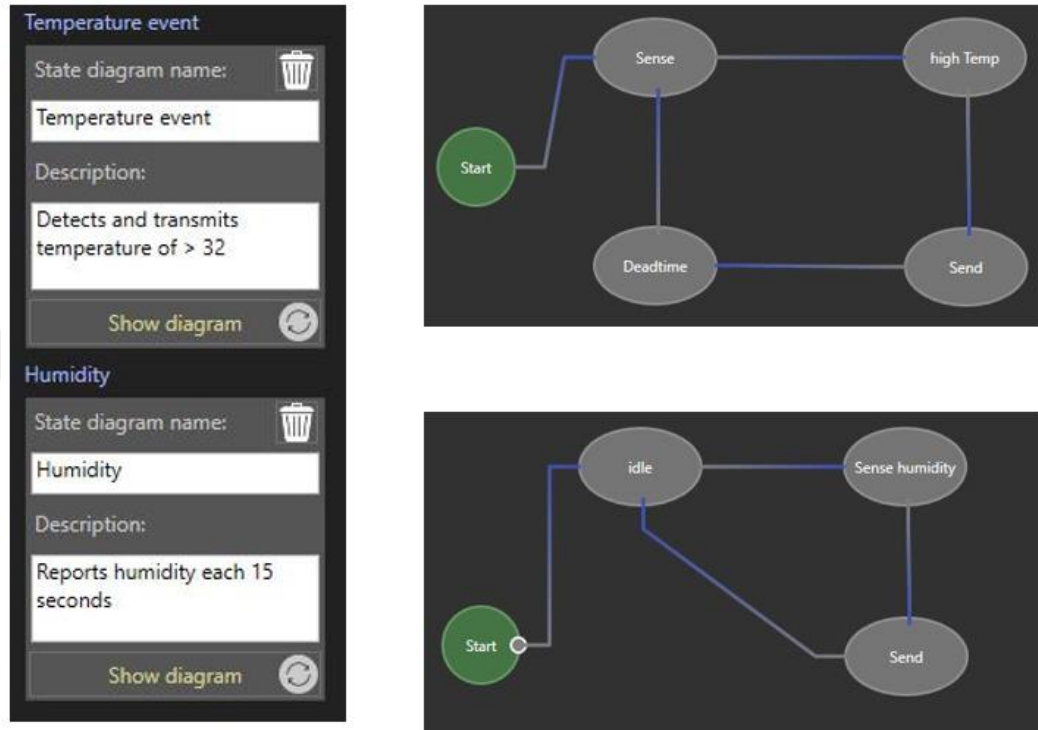 Temperature event
State diagram name:
Temperature event
Description:
Detects and transmits
temperature of > 32
Show diagram
Humidity
State diagram name:
Humidity
Description:
Reports humidity each 15
seconds
Show diagram
Sense
high Temp
Start
Deadtime
Send
idle
Sense humidity
Start
Send